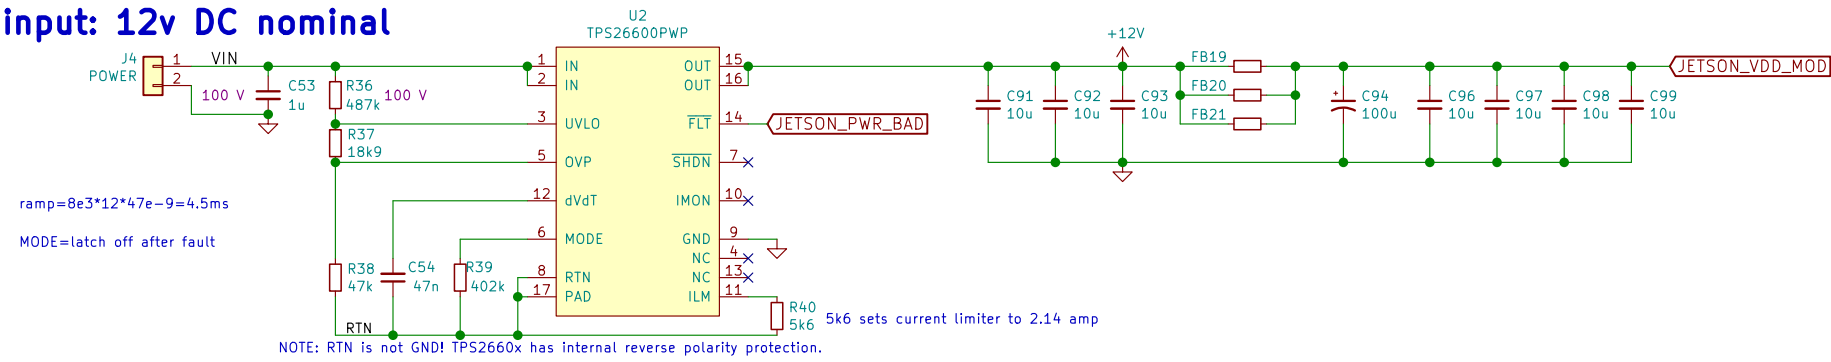 input: 12v DC nominal
J4
POWER
1
2
VIN
100 V
C53
1u
R36
487k
100 V
R37
18k9
R38
47k
C54
47n
R39
402k
RTN
ramp=8e3*12*47e-9=4.5ms
MODE=latch off after fault
NOTE: RTN is not GND! TPS2660x has internal reverse polarity protection.
U2
TPS26600PWP
1 IN
2 IN
3 UVLO
5 OVP
12 dVdT
6 MODE
8 RTN
17 PAD
OUT 15
OUT 16
FLT 14
SHDN 7
IMON 10
GND 9
NC 4
NC 13
ILM 11
JETSON_PWR_BAD
R40
5k6
5k6 sets current limiter to 2.14 amp
+12V
C91
10u
C92
10u
C93
10u
FB19
FB20
FB21
+
C94
100u
C96
10u
C97
10u
C98
10u
C99
10u
JETSON_VDD_MOD